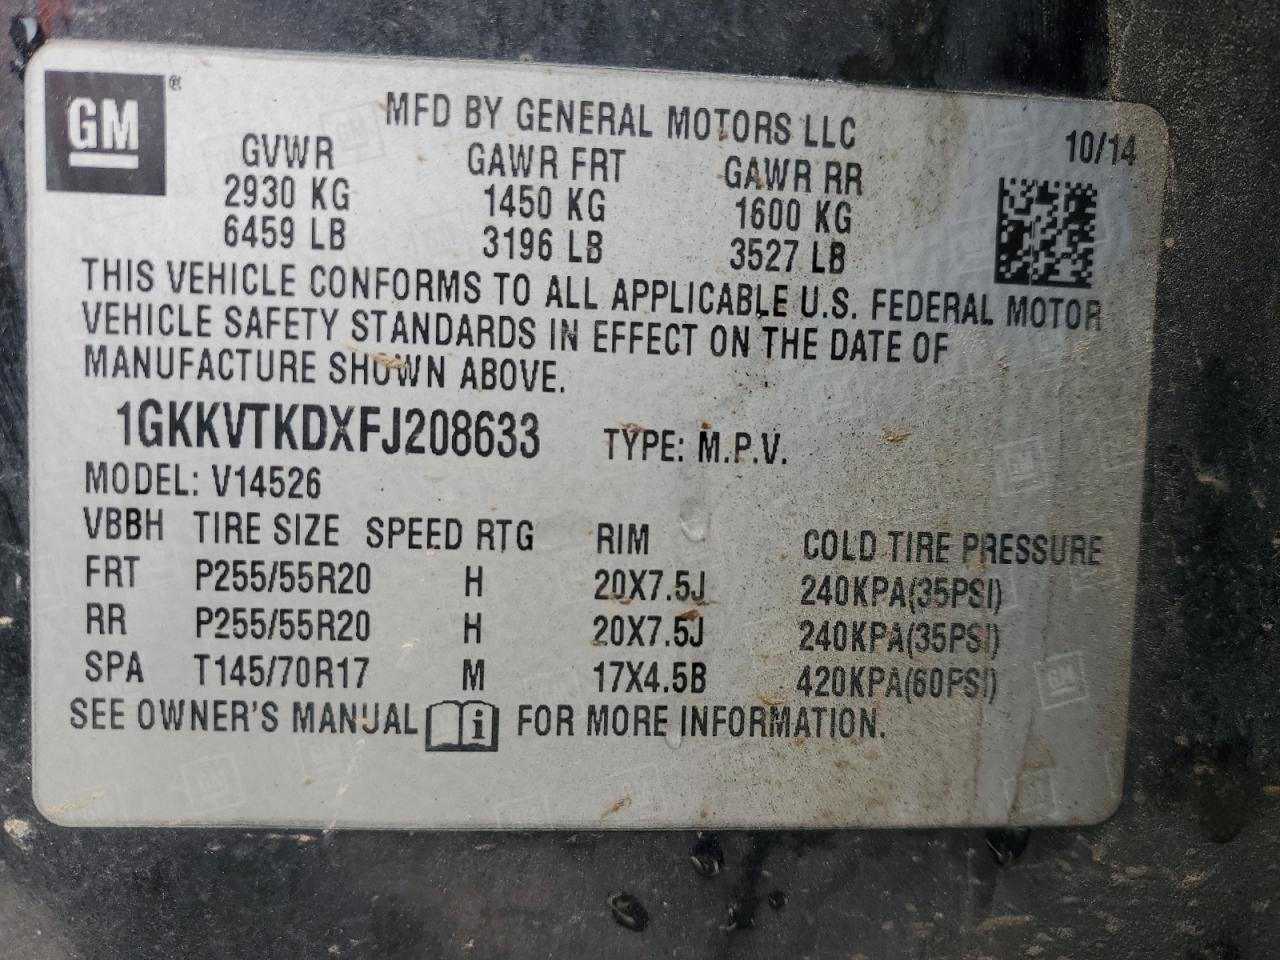 GM®
MFD BY GENERAL MOTORS LLC
10/14
GVWR GAWR FRT GAWR RR
2930 KG 1450 KG 1600 KG
6459 LB 3196 LB 3527 LB
THIS VEHICLE CONFORMS TO ALL APPLICABLE U.S. FEDERAL MOTOR
VEHICLE SAFETY STANDARDS IN EFFECT ON THE DATE OF
MANUFACTURE SHOWN ABOVE.
1GKKVTKDXFJ208633 TYPE: M.P.V.
MODEL: V14526
VBBH TIRE SIZE SPEED RTG RIM COLD TIRE PRESSURE
FRT P255/55R20 H 20X7.5J 240KPA(35PSI)
RR P255/55R20 H 20X7.5J 240KPA(35PSI)
SPA T145/70R17 M 17X4.5B 420KPA(60PSI)
SEE OWNER'S MANUAL i FOR MORE INFORMATION.